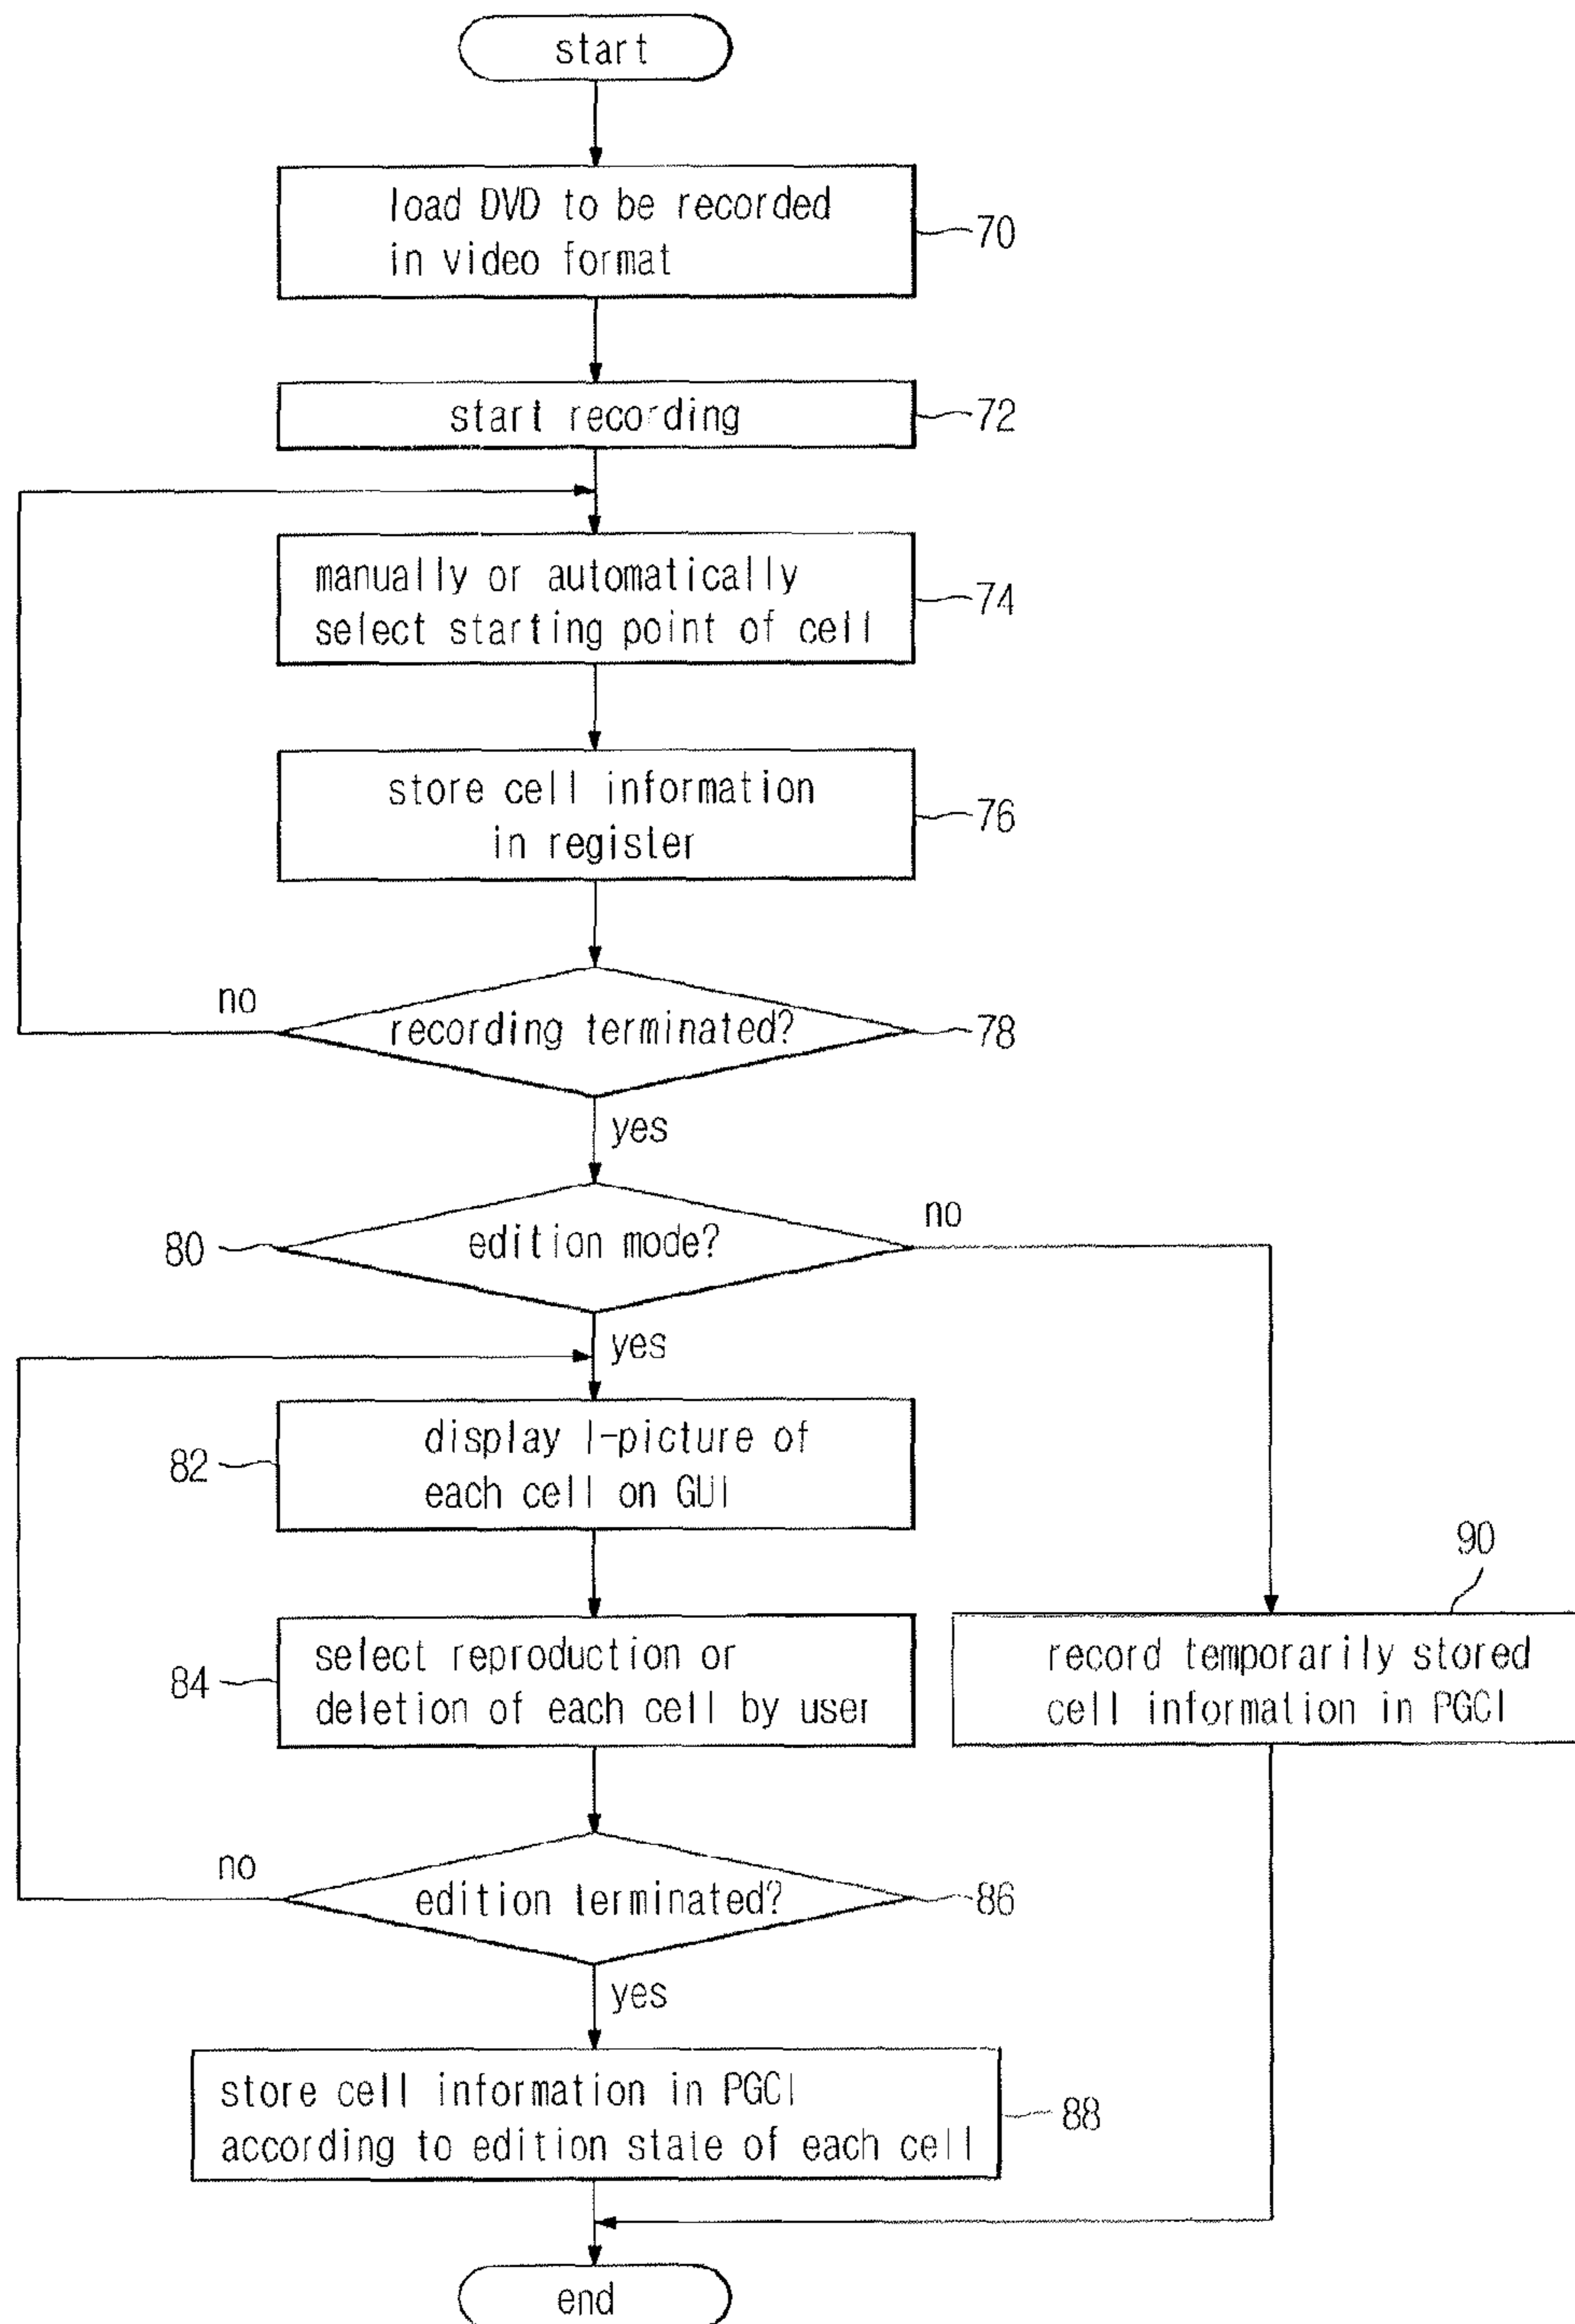 start
load DVD to be recorded
in video format
70
start recording
72
manually or automatically
select starting point of cell
74
store cell information
in register
76
no
recording terminated?
78
yes
80
edition mode?
no
yes
82
display I-picture of
each cell on GUI
90
84
select reproduction or
deletion of each cell by user
record temporarily stored
cell information in PGCI
no
edition terminated?
86
yes
store cell information in PGCI
according to edition state of each cell
88
end